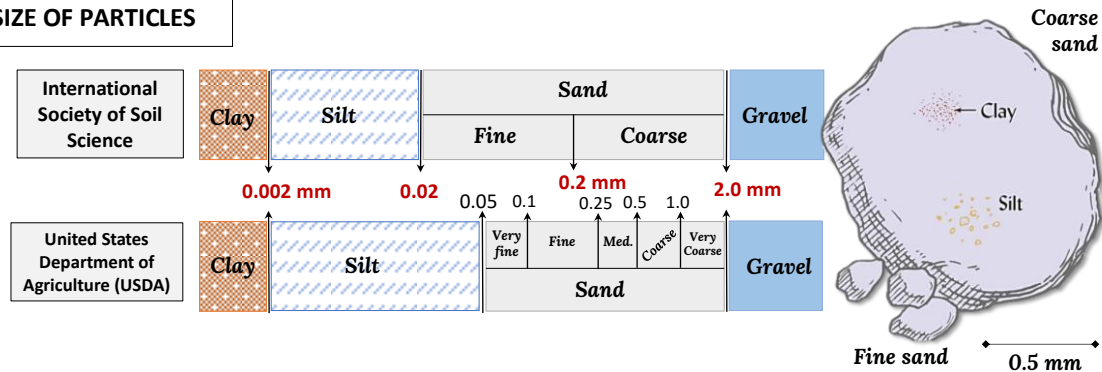 SIZE OF PARTICLES
International
Society of Soil
Science
Clay
Silt
Sand
Fine
Coarse
Gravel
0.002 mm
0.02
0.2 mm
2.0 mm
0.05
0.1
0.25
0.5
1.0
United States
Department of
Agriculture (USDA)
Clay
Silt
Very
fine
Fine
Med.
Coarse
Very
Coarse
Sand
Gravel
Coarse
sand
Clay
Silt
Fine sand
0.5 mm